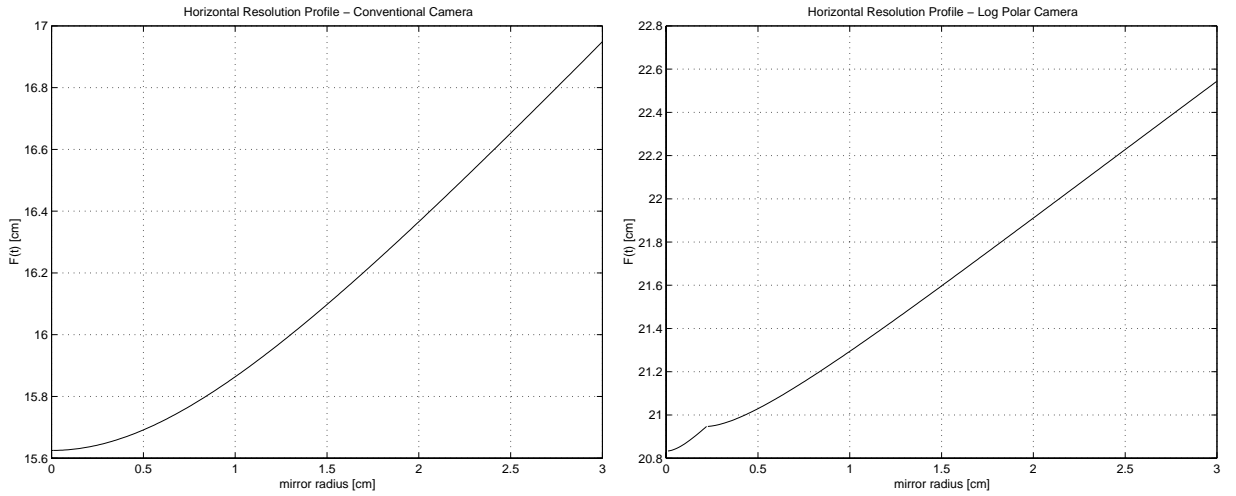 Horizontal Resolution Profile – Conventional Camera
17
16.8
16.6
16.4
16.2
16
15.8
15.6
F(t) [cm]
0 0.5 1 1.5 2 2.5 3
mirror radius [cm]
Horizontal Resolution Profile – Log Polar Camera
22.8
22.6
22.4
22.2
22
21.8
21.6
21.4
21.2
21
20.8
F(t) [cm]
0 0.5 1 1.5 2 2.5 3
mirror radius [cm]